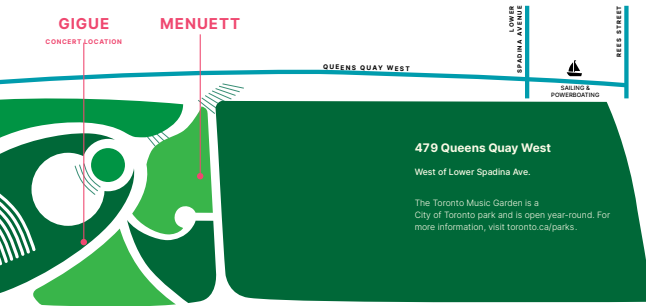 GIGUE
CONCERT LOCATION
MENUETT
QUEENS QUAY WEST
LOWER
SPADINA AVENUE
REES STREET
SAILING &
POWERBOATING
479 Queens Quay West
West of Lower Spadina Ave.
The Toronto Music Garden is a
City of Toronto park and is open year-round. For
more information, visit toronto.ca/parks.